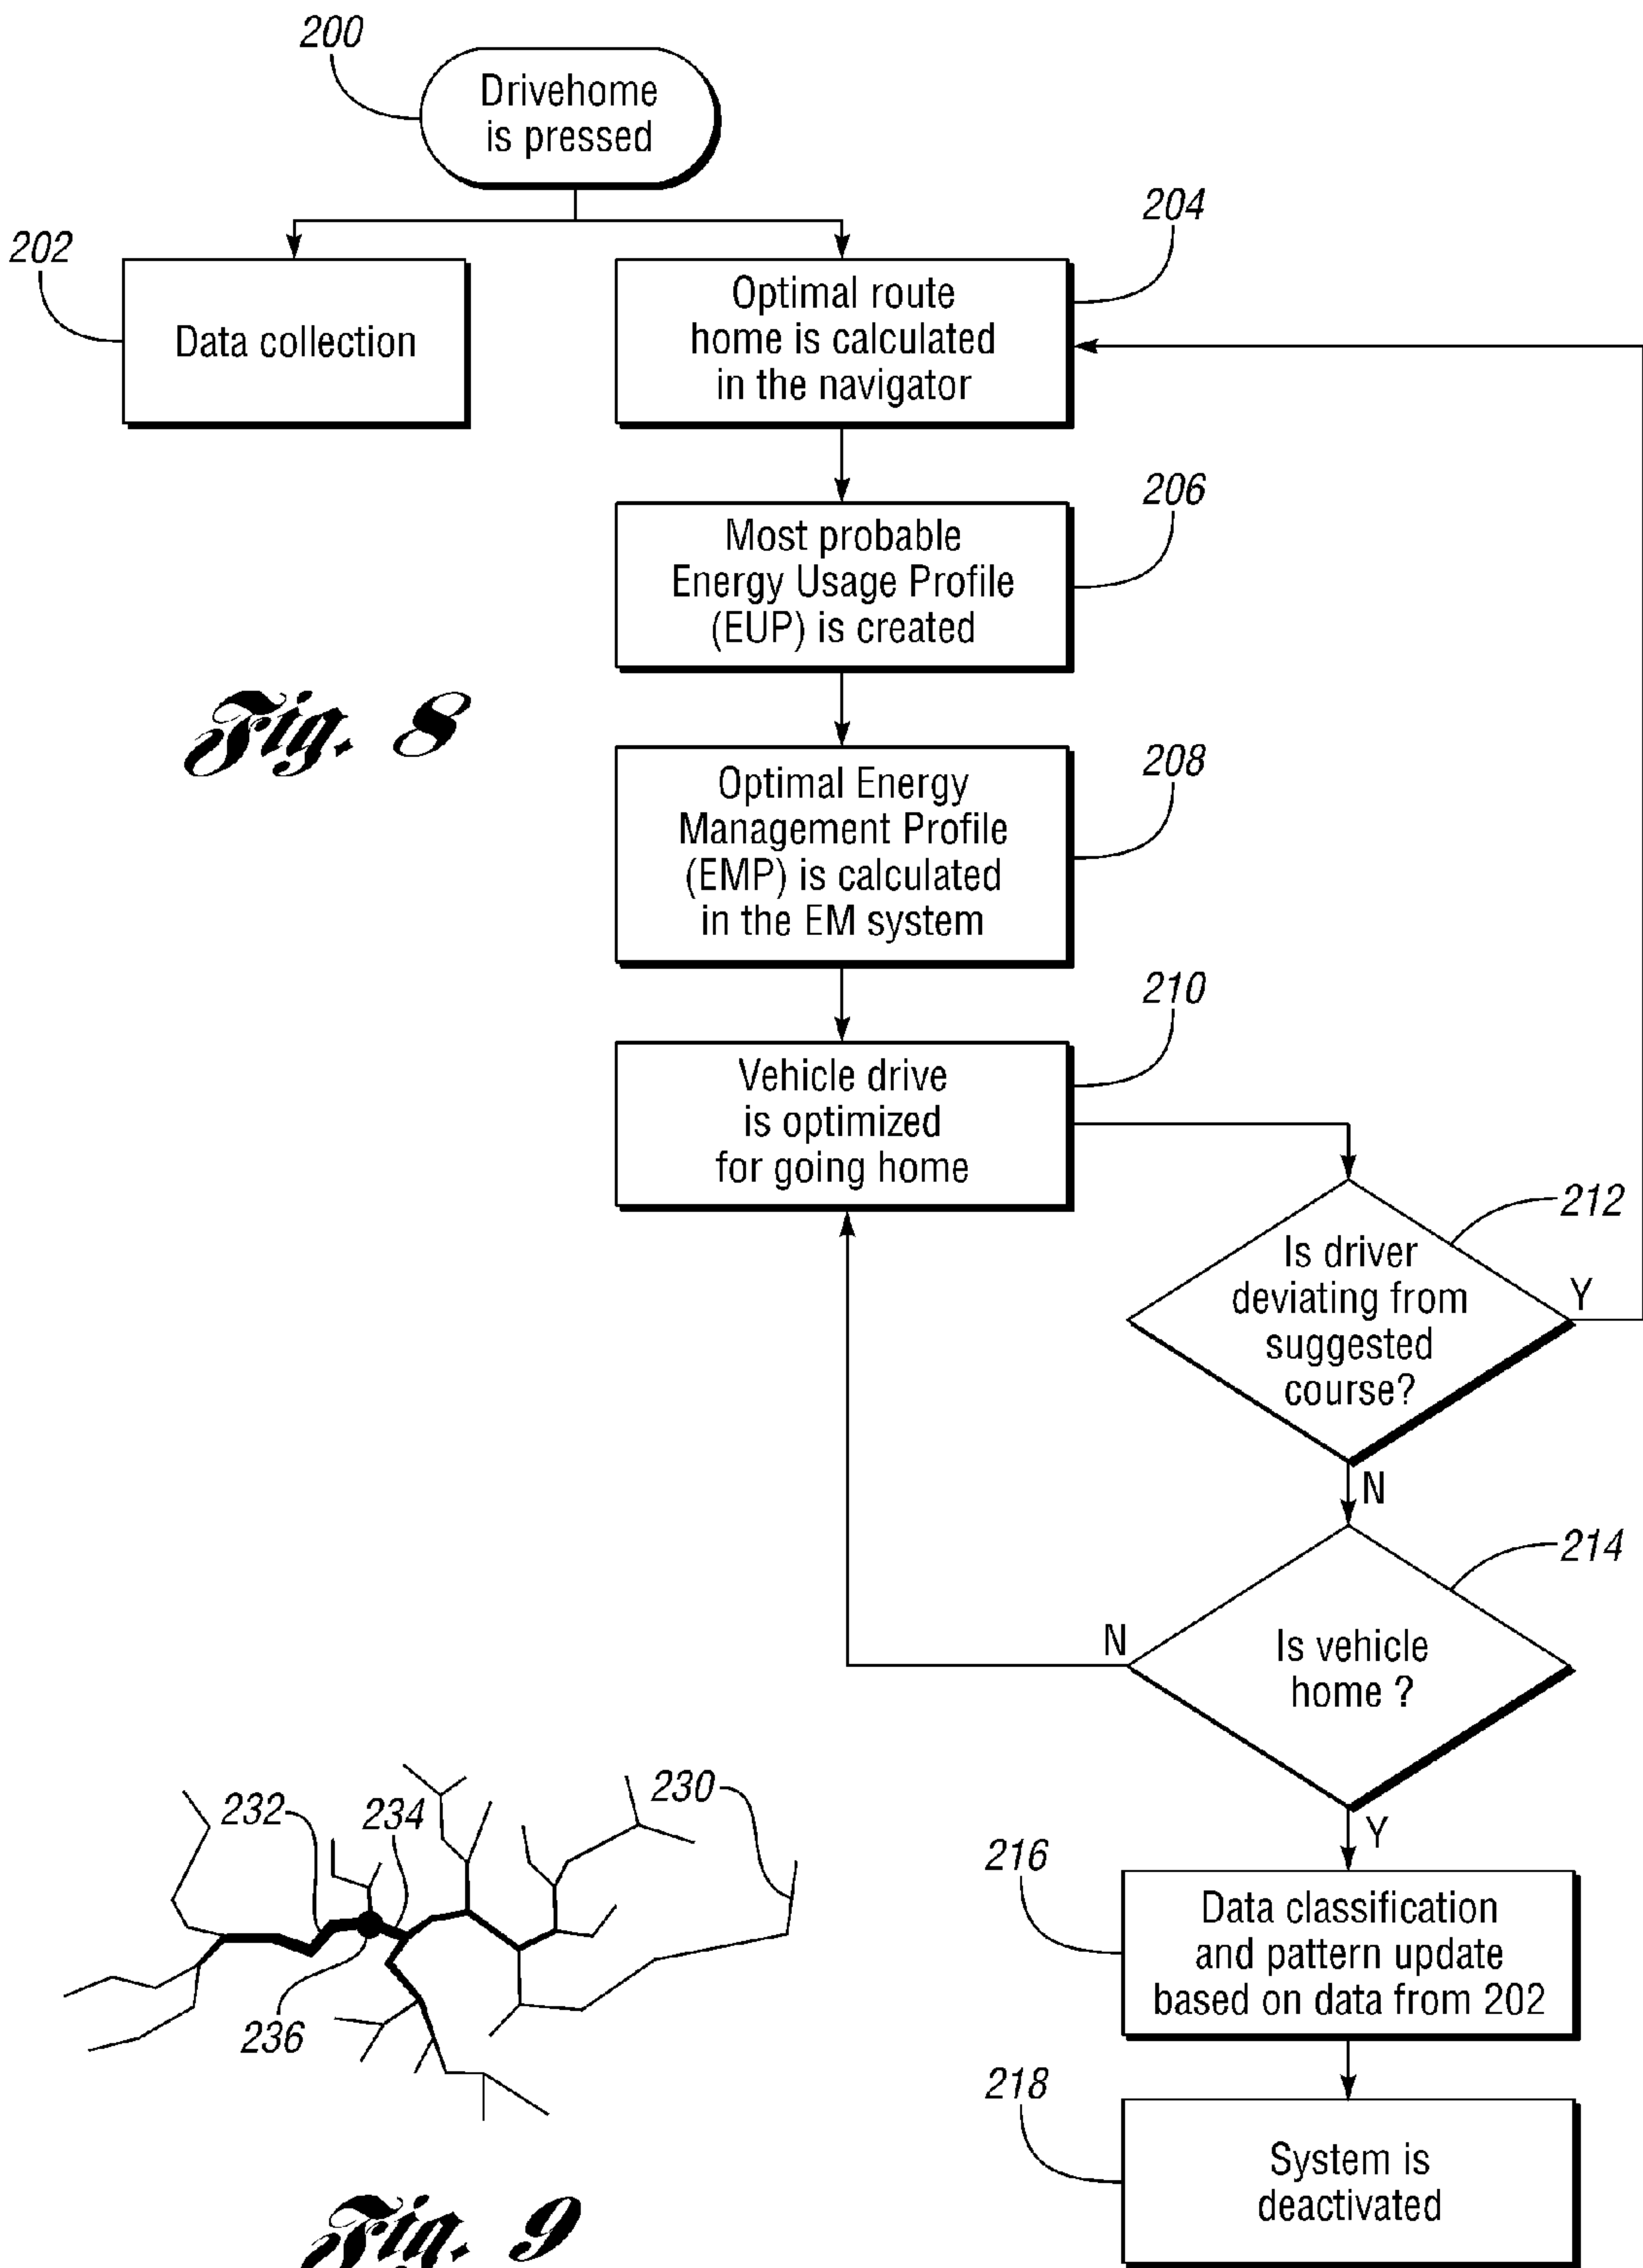 200
Drivehome
is pressed
204
202
Data collection
Optimal route
home is calculated
in the navigator
206
Most probable
Energy Usage Profile
(EUP) is created
Fig. 8
208
Optimal Energy
Management Profile
(EMP) is calculated
in the EM system
210
Vehicle drive
is optimized
for going home
212
Is driver
deviating from
suggested
course?
Y
N
214
Is vehicle
home ?
N
Y
232
234
230
236
216
Data classification
and pattern update
based on data from 202
218
System is
deactivated
Fig. 9